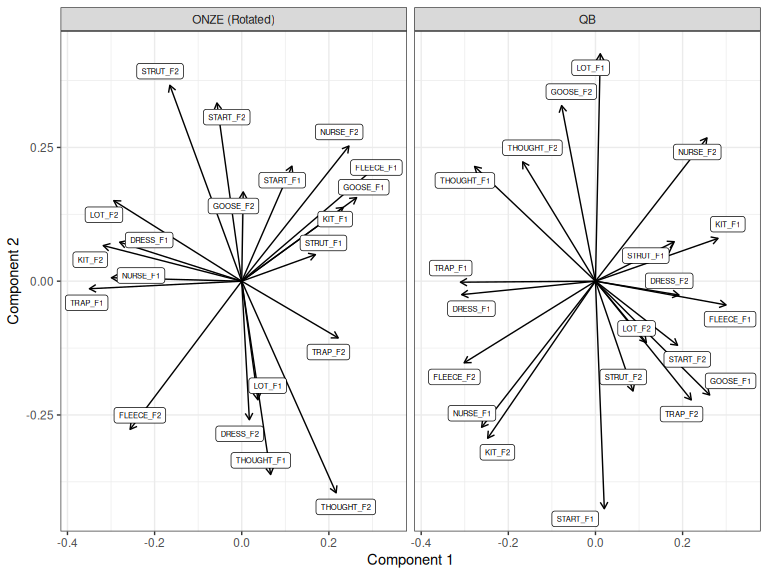 ONZE (Rotated)
QB
Component 2
0.25
0.00
-0.25
STRUT_F2
START_F2
NURSE_F2
FLEECE_F1
START_F1
GOOSE_F1
GOOSE_F2
LOT_F2
KIT_F1
DRESS_F1
STRUT_F1
KIT_F2
NURSE_F1
TRAP_F1
TRAP_F2
LOT_F1
FLEECE_F2
DRESS_F2
THOUGHT_F1
THOUGHT_F2
LOT_F1
GOOSE_F2
THOUGHT_F2
NURSE_F2
THOUGHT_F1
KIT_F1
STRUT_F1
TRAP_F1
DRESS_F2
DRESS_F1
FLEECE_F1
LOT_F2
START_F2
FLEECE_F2
STRUT_F2
GOOSE_F1
NURSE_F1
TRAP_F2
KIT_F2
START_F1
-0.4 -0.2 0.0 0.2
-0.4 -0.2 0.0 0.2
Component 1